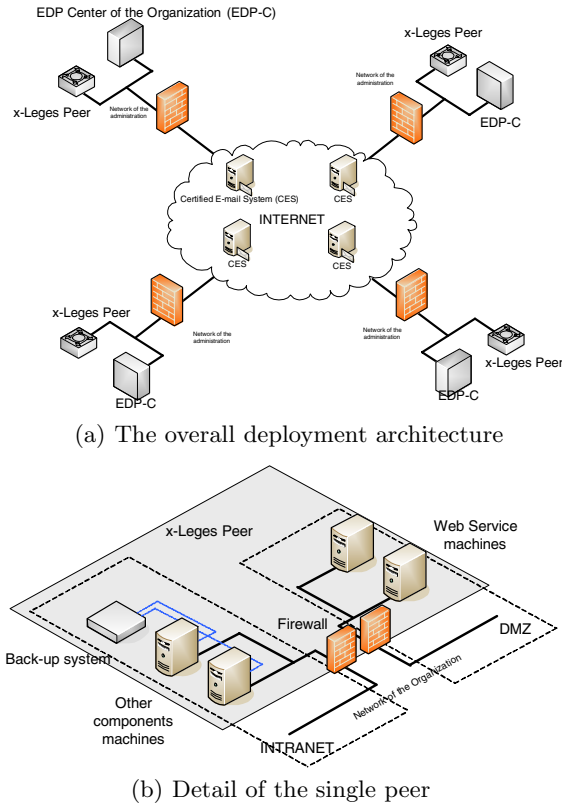 EDP Center of the Organization (EDP-C)
x-Leges Peer
x-Leges Peer
Network of the
administration
EDP-C
Network of the
administration
Certified E-mail System (CES)
CES
INTERNET
CES
CES
x-Leges Peer
Network of the
administration
EDP-C
Network of the
administration
x-Leges Peer
EDP-C
(a) The overall deployment architecture
x-Leges Peer
Web Service
machines
Firewall
DMZ
Back-up system
Network of the Organization
Other
components
machines
INTRANET
(b) Detail of the single peer